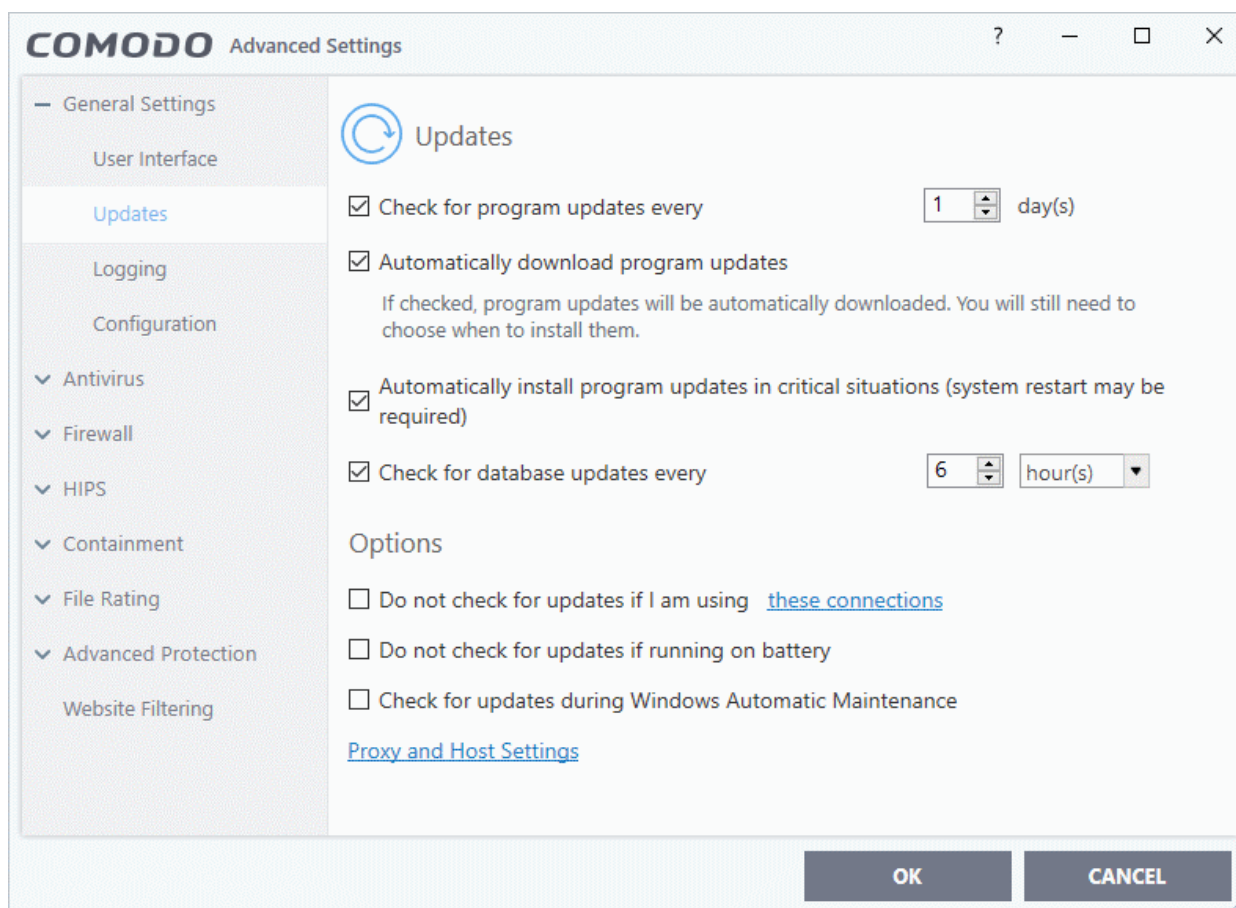 COMODO Advanced Settings ?
General Settings
User Interface
Updates
Logging
Configuration
Antivirus
Firewall
HIPS
Containment
File Rating
Advanced Protection
Website Filtering
Updates
Check for program updates every 1 day(s)
Automatically download program updates
If checked, program updates will be automatically downloaded. You will still need to
choose when to install them.
Automatically install program updates in critical situations (system restart may be
required)
Check for database updates every 6 hour(s)
Options
Do not check for updates if I am using these connections
Do not check for updates if running on battery
Check for updates during Windows Automatic Maintenance
Proxy and Host Settings
OK CANCEL